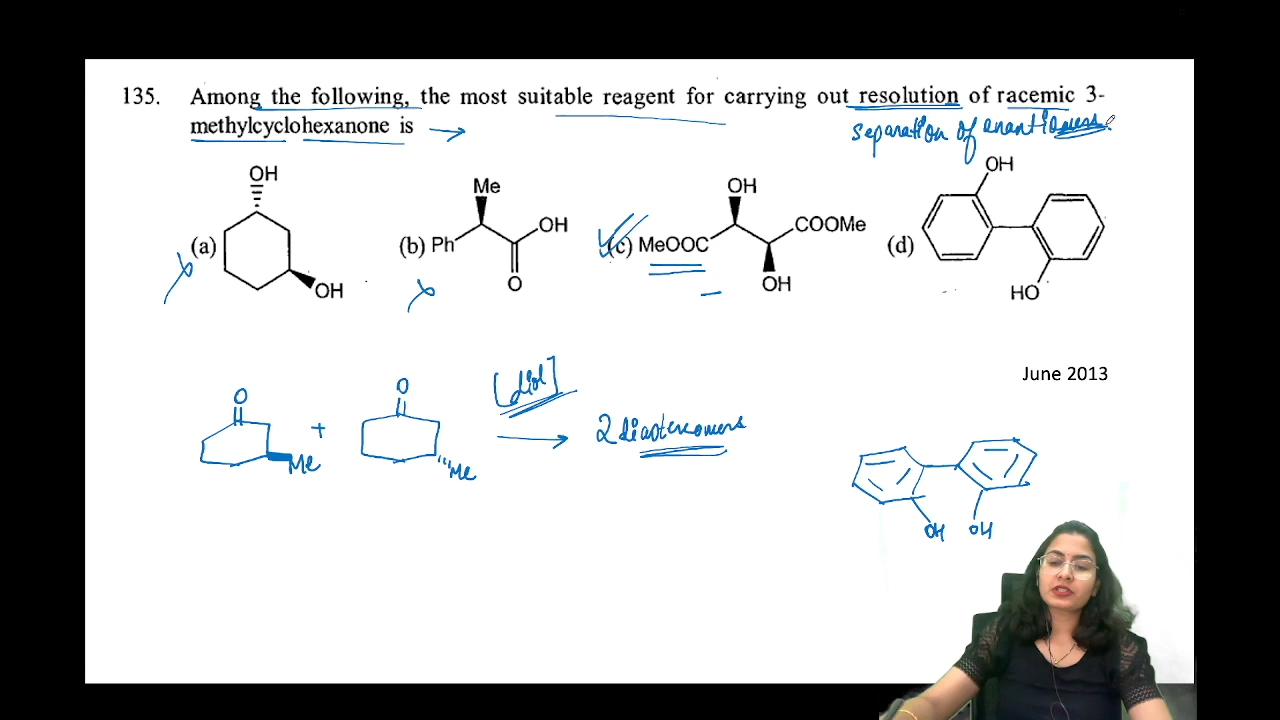 135. Among the following, the most suitable reagent for carrying out resolution of racemic 3-
methylcyclohexanone is
separation of enantiomers.
(a) OH OH
(b) Ph Me OH O
(c) MeOOC OH COOMe OH
(d) OH HO
June 2013
O Me + O Me [diol] 2 diastereomers
OH OH